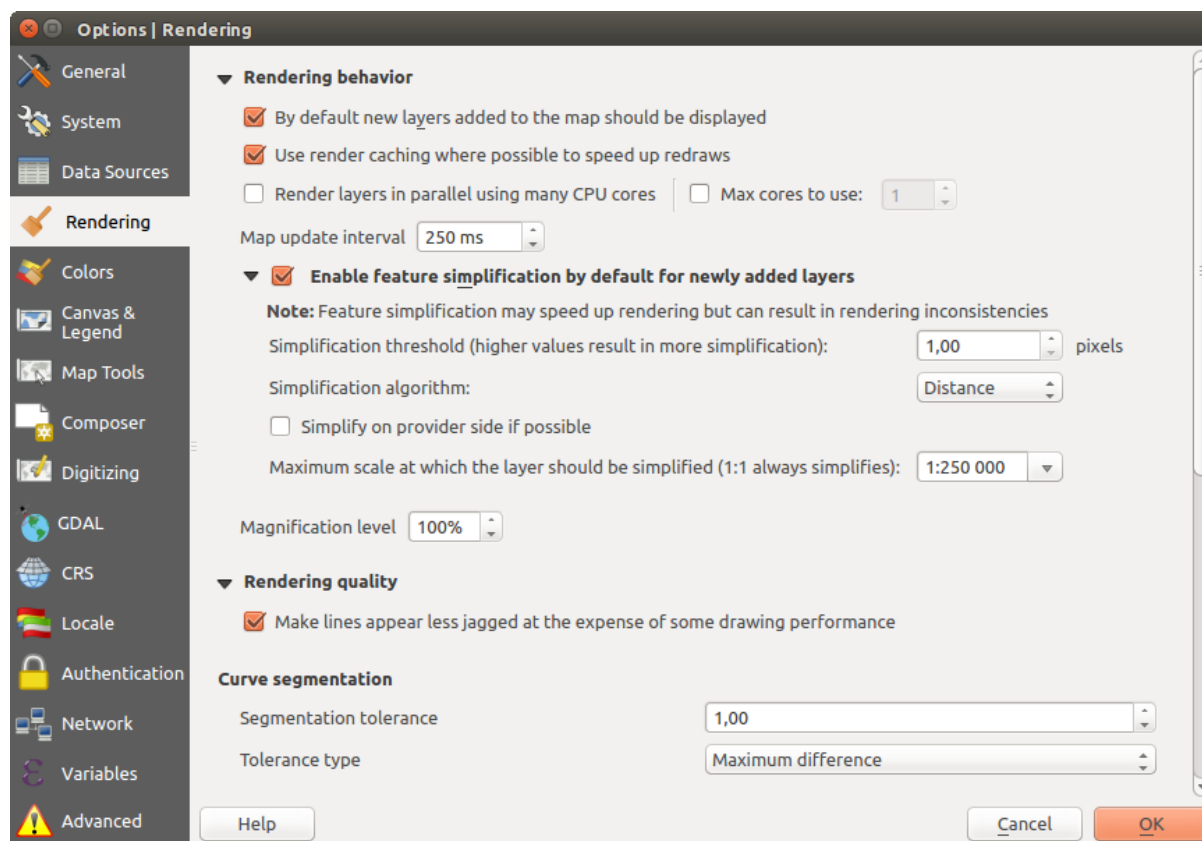 Options | Rendering
General
System
Data Sources
Rendering
Colors
Canvas &
Legend
Map Tools
Composer
Digitizing
GDAL
CRS
Locale
Authentication
Network
Variables
Advanced
Rendering behavior
By default new layers added to the map should be displayed
Use render caching where possible to speed up redraws
Render layers in parallel using many CPU cores Max cores to use: 1
Map update interval 250 ms
Enable feature simplification by default for newly added layers
Note: Feature simplification may speed up rendering but can result in rendering inconsistencies
Simplification threshold (higher values result in more simplification): 1,00 pixels
Simplification algorithm: Distance
Simplify on provider side if possible
Maximum scale at which the layer should be simplified (1:1 always simplifies): 1:250 000
Magnification level 100%
Rendering quality
Make lines appear less jagged at the expense of some drawing performance
Curve segmentation
Segmentation tolerance 1,00
Tolerance type Maximum difference
Help Cancel OK